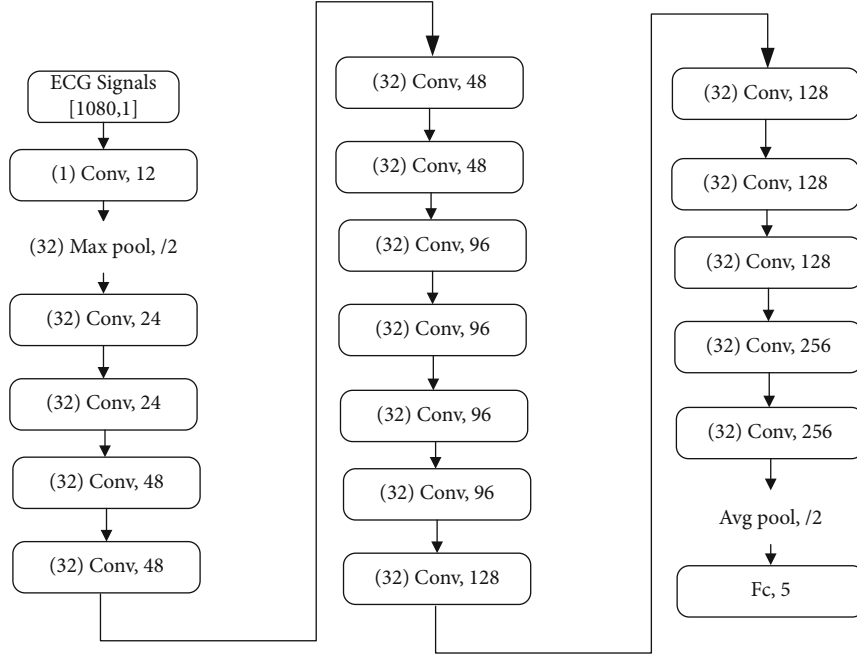 ECG Signals
[1080,1]
(1) Conv, 12
(32) Max pool, /2
(32) Conv, 24
(32) Conv, 24
(32) Conv, 48
(32) Conv, 48
(32) Conv, 48
(32) Conv, 48
(32) Conv, 96
(32) Conv, 96
(32) Conv, 96
(32) Conv, 96
(32) Conv, 128
(32) Conv, 128
(32) Conv, 128
(32) Conv, 128
(32) Conv, 256
(32) Conv, 256
Avg pool, /2
Fc, 5